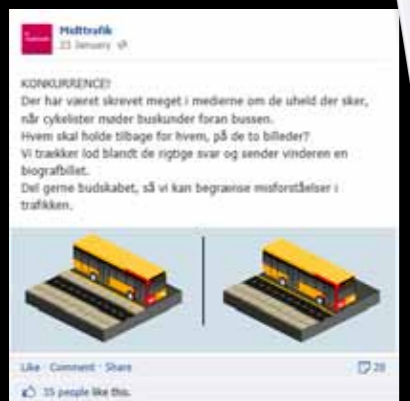 Midttrafik
23 January
KONKURRENCE!
Der har været skrevet meget i medierne om de uheld der sker,
når cykelister møder buskunder foran bussen.
Hvem skal holde tilbage for hvem, på de to billeder?
Vi trækker lod blandt de rigtige svar og sender vinderen en
biografbillet.
Del gerne budskabet, så vi kan begrænse misforståelser i
trafikken.
Like · Comment · Share
28
35 people like this.